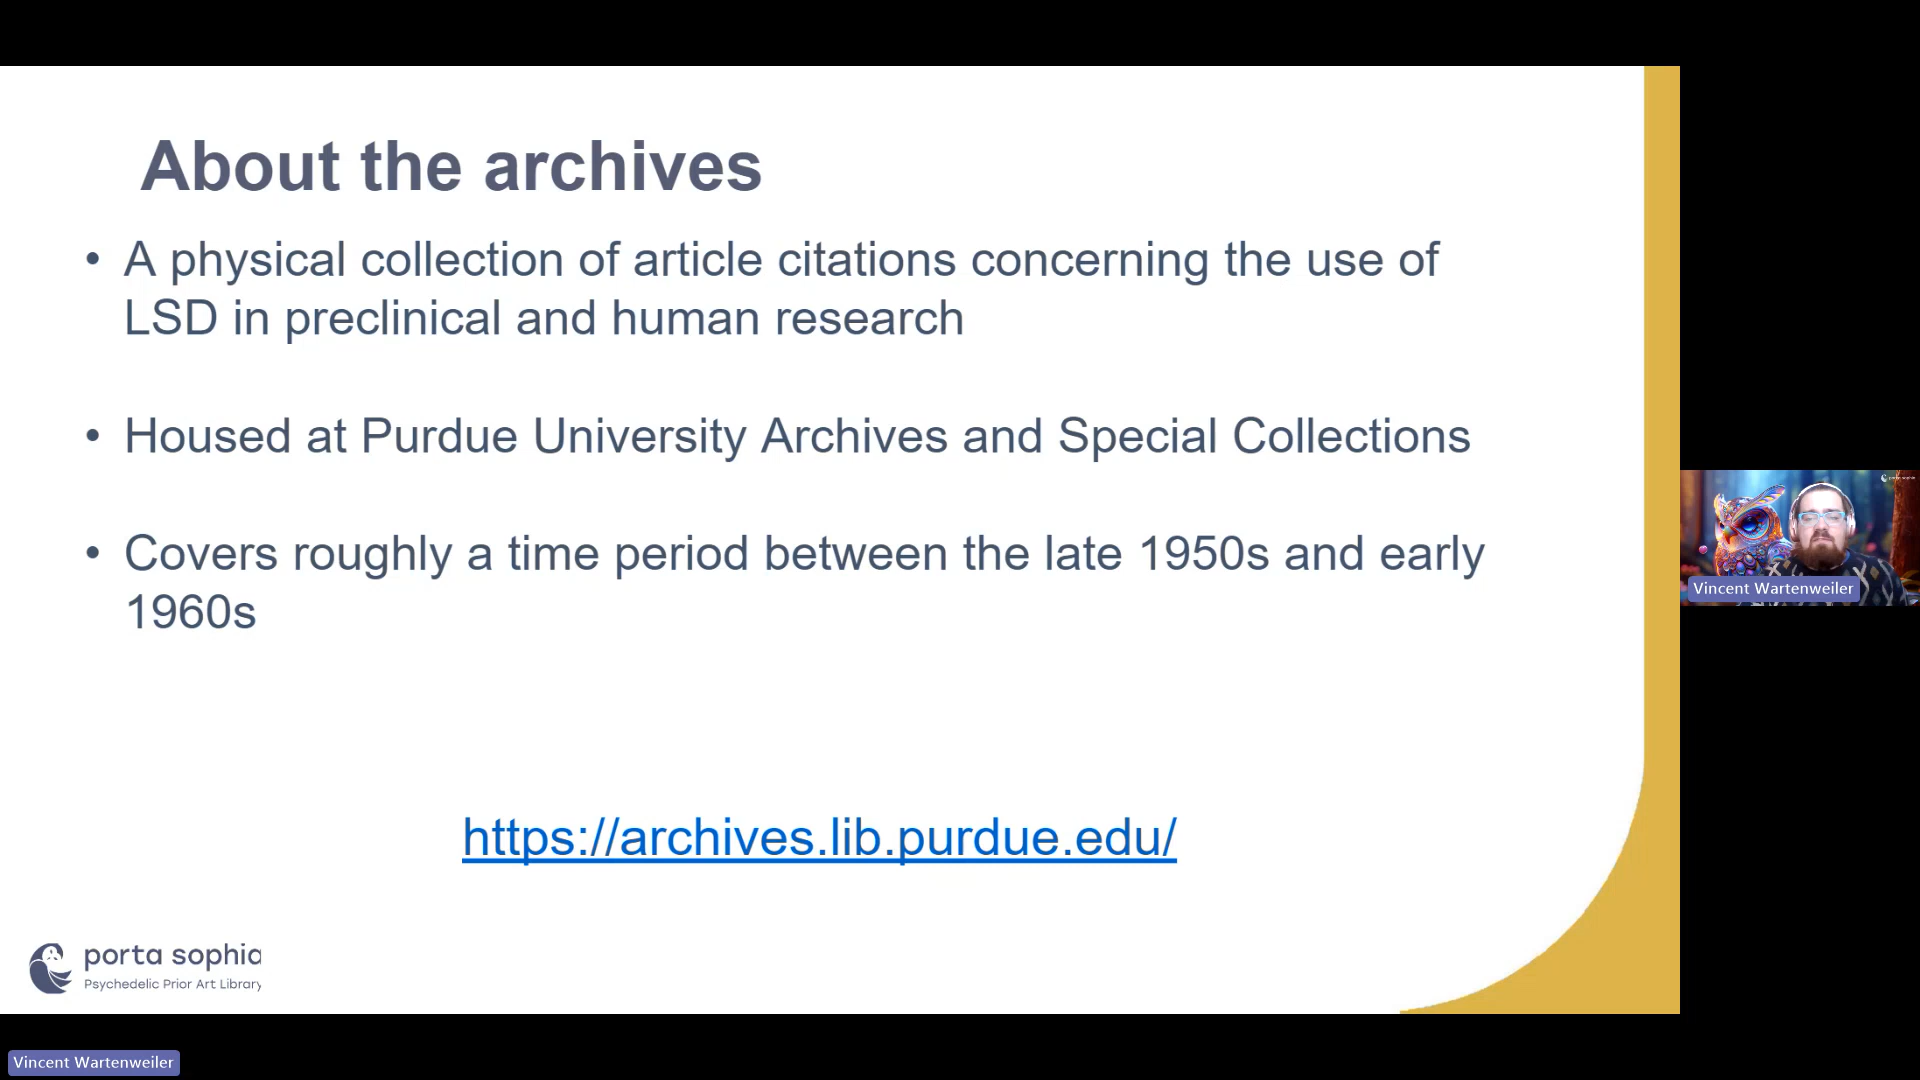 About the archives
• A physical collection of article citations concerning the use of
LSD in preclinical and human research
• Housed at Purdue University Archives and Special Collections
• Covers roughly a time period between the late 1950s and early
1960s
https://archives.lib.purdue.edu/
porta sophia
Psychedelic Prior Art Library
porta sophia
Vincent Wartenweiler
Vincent Wartenweiler